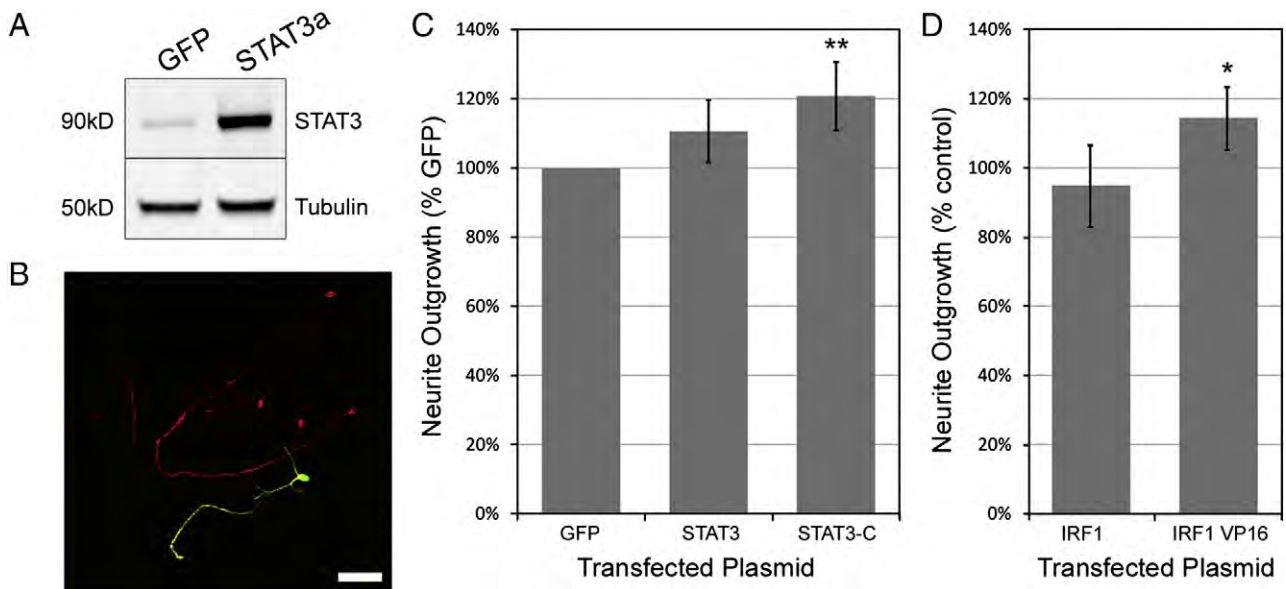 A
GFP
STAT3a
90kD
STAT3
50kD
Tubulin
B
C
Neurite Outgrowth (% GFP)
140%
120%
100%
80%
60%
40%
20%
0%
**
GFP
STAT3
STAT3-C
Transfected Plasmid
D
Neurite Outgrowth (% control)
140%
120%
100%
80%
60%
40%
20%
0%
*
IRF1
IRF1 VP16
Transfected Plasmid